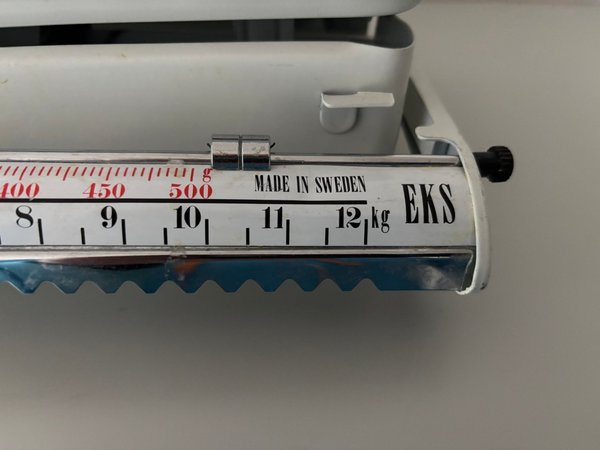 400 450 500 g
MADE IN SWEDEN
EKS
8 9 10 11 12 kg